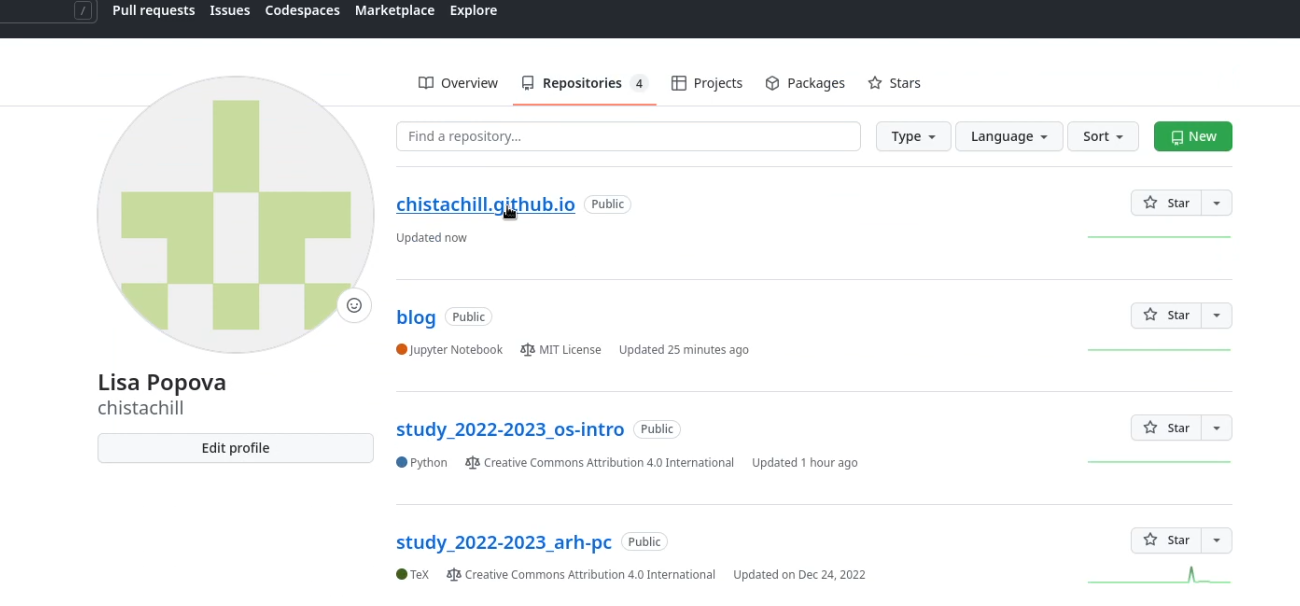 / Pull requests Issues Codespaces Marketplace Explore
Overview Repositories 4 Projects Packages Stars
Find a repository... Type Language Sort New
chistachill.github.io Public Star
Updated now
blog Public Star
Jupyter Notebook MIT License Updated 25 minutes ago
Lisa Popova
chistachill
Edit profile
study_2022-2023_os-intro Public Star
Python Creative Commons Attribution 4.0 International Updated 1 hour ago
study_2022-2023_arh-pc Public Star
TeX Creative Commons Attribution 4.0 International Updated on Dec 24, 2022